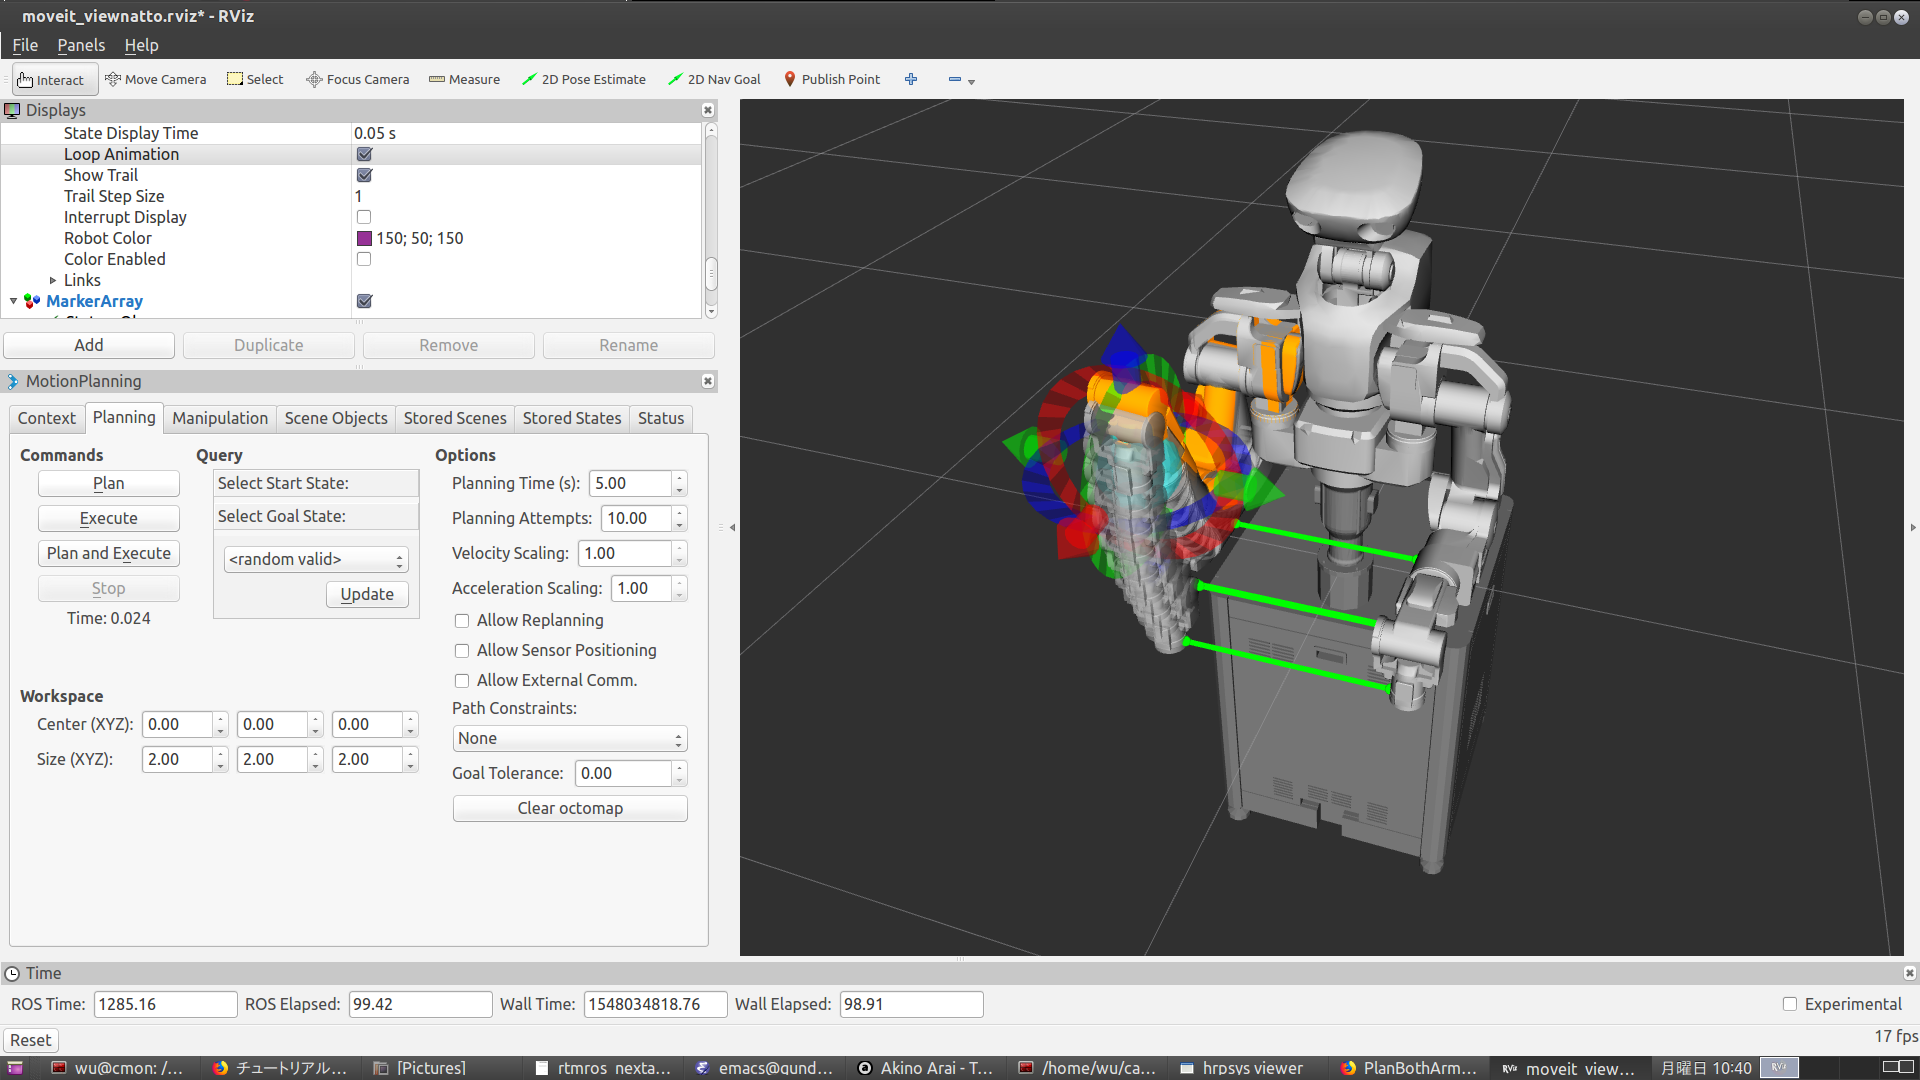 moveit_viewnatto.rviz* - RViz
File Panels Help
Interact Move Camera Select Focus Camera Measure 2D Pose Estimate 2D Nav Goal Publish Point
Displays
State Display Time 0.05 s
Loop Animation
Show Trail
Trail Step Size 1
Interrupt Display
Robot Color 150; 50; 150
Color Enabled
Links
MarkerArray
Add Duplicate Remove Rename
MotionPlanning
Context Planning Manipulation Scene Objects Stored Scenes Stored States Status
Commands
Plan
Execute
Plan and Execute
Stop
Time: 0.024
Query
Select Start State:
Select Goal State:
<random valid>
Update
Options
Planning Time (s): 5.00
Planning Attempts: 10.00
Velocity Scaling: 1.00
Acceleration Scaling: 1.00
Allow Replanning
Allow Sensor Positioning
Allow External Comm.
Path Constraints:
None
Goal Tolerance: 0.00
Clear octomap
Workspace
Center (XYZ): 0.00 0.00 0.00
Size (XYZ): 2.00 2.00 2.00
Time
ROS Time: 1285.16 ROS Elapsed: 99.42 Wall Time: 1548034818.76 Wall Elapsed: 98.91 Experimental
Reset 17 fps
wu@cmon: /... チュートリアル... [Pictures] rtmros_nexta... emacs@qund... Akino Arai - T... /home/wu/ca... hrpsys viewer PlanBothArm... moveit_view... 月曜日 10:40